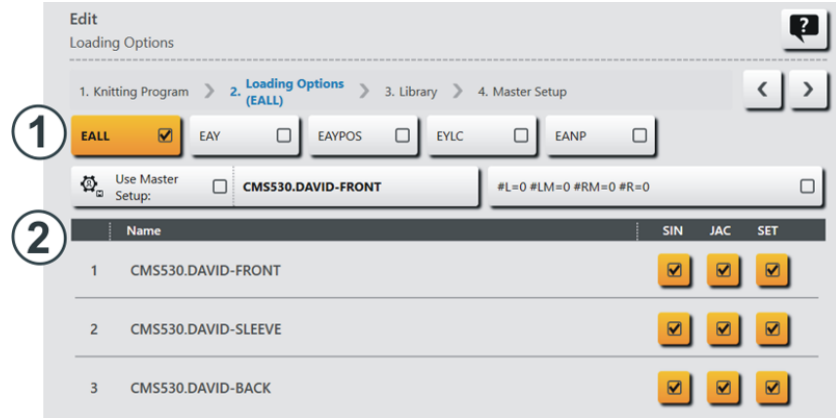 Edit
Loading Options
?
1. Knitting Program
2. Loading Options
(EALL)
3. Library
4. Master Setup
1
EALL
EAY
EAYPOS
EYLC
EANP
Use Master
Setup:
CMS530.DAVID-FRONT
#L=0 #LM=0 #RM=0 #R=0
2
Name SIN JAC SET
1 CMS530.DAVID-FRONT
2 CMS530.DAVID-SLEEVE
3 CMS530.DAVID-BACK